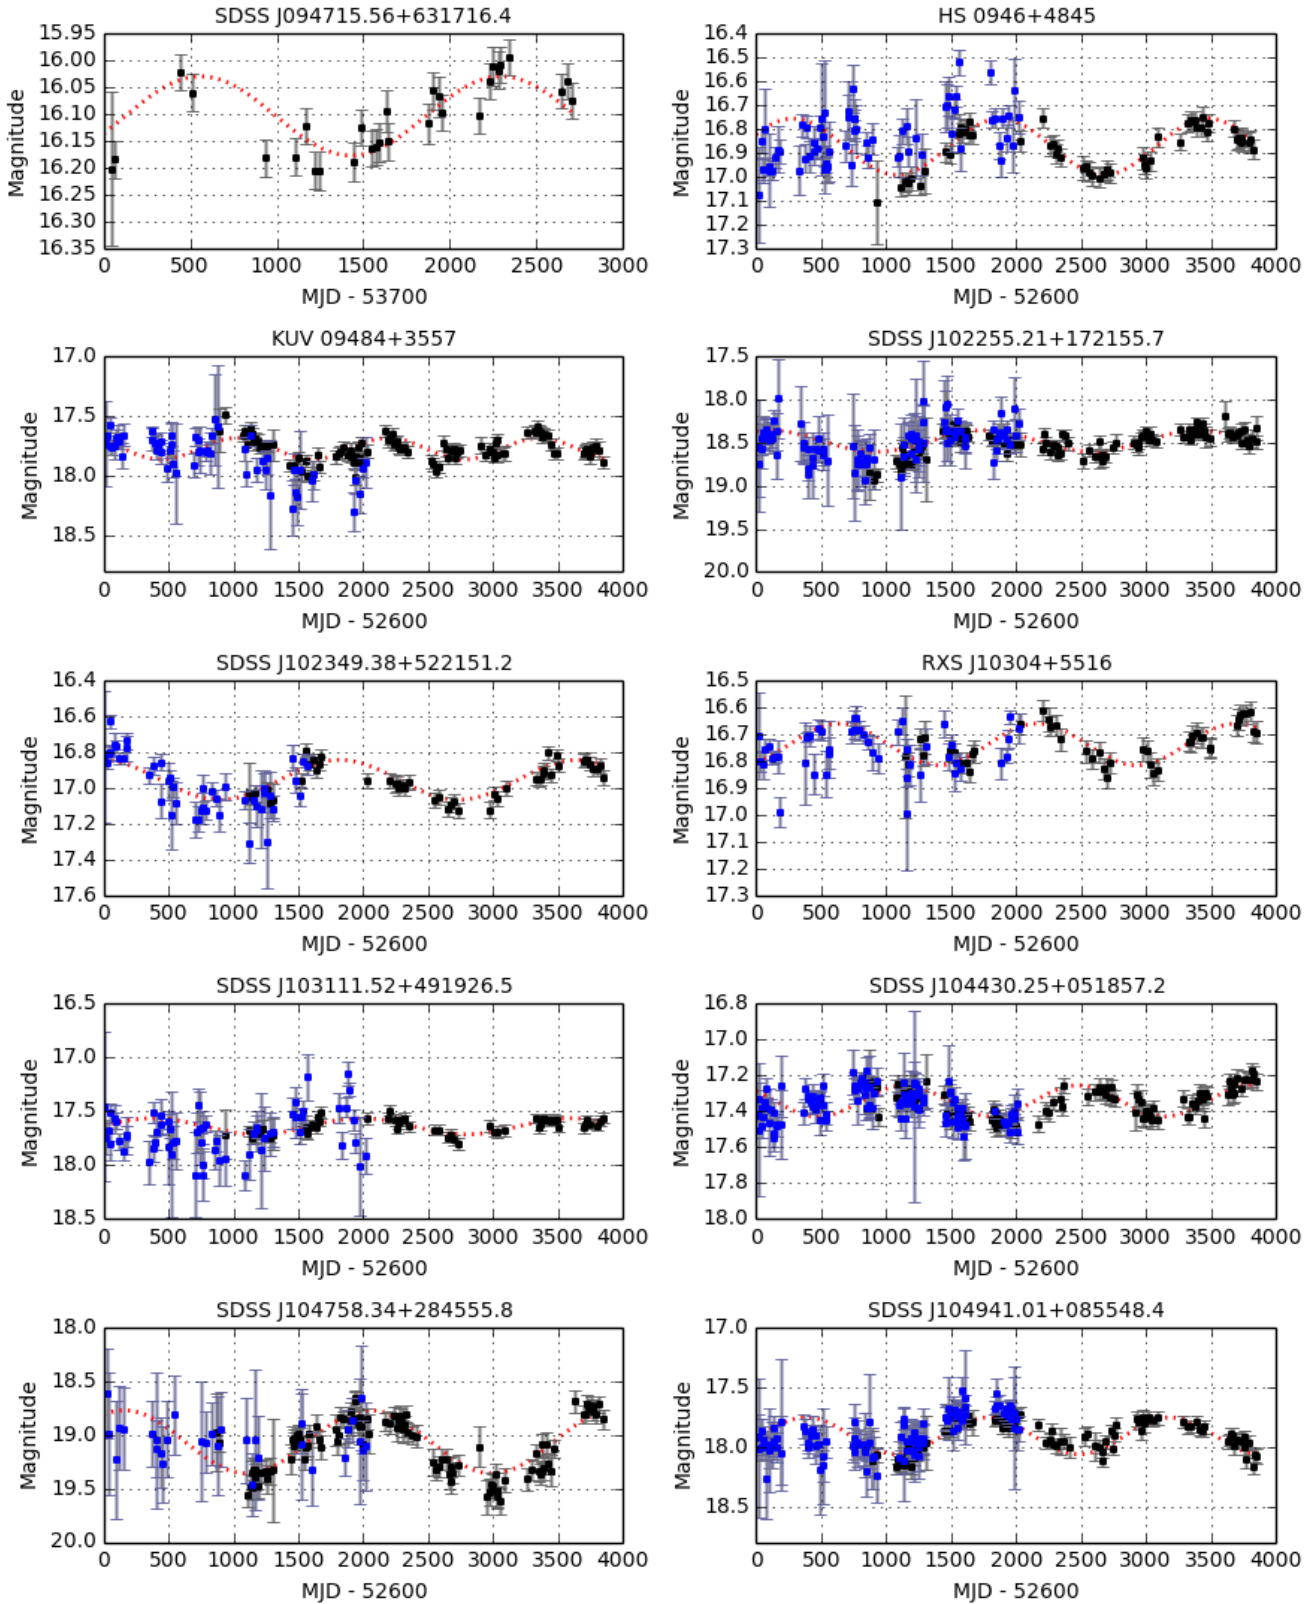 SDSS J094715.56+631716.4
15.95
16.00
16.05
16.10
16.15
16.20
16.25
16.30
16.35
Magnitude
0 500 1000 1500 2000 2500 3000
MJD - 53700
HS 0946+4845
16.4
16.5
16.6
16.7
16.8
16.9
17.0
17.1
17.2
17.3
Magnitude
0 500 1000 1500 2000 2500 3000 3500 4000
MJD - 52600
KUV 09484+3557
17.0
17.5
18.0
18.5
Magnitude
0 500 1000 1500 2000 2500 3000 3500 4000
MJD - 52600
SDSS J102255.21+172155.7
17.5
18.0
18.5
19.0
19.5
20.0
Magnitude
0 500 1000 1500 2000 2500 3000 3500 4000
MJD - 52600
SDSS J102349.38+522151.2
16.4
16.6
16.8
17.0
17.2
17.4
17.6
Magnitude
0 500 1000 1500 2000 2500 3000 3500 4000
MJD - 52600
RXS J10304+5516
16.5
16.6
16.7
16.8
16.9
17.0
17.1
17.2
17.3
Magnitude
0 500 1000 1500 2000 2500 3000 3500 4000
MJD - 52600
SDSS J103111.52+491926.5
16.5
17.0
17.5
18.0
18.5
Magnitude
0 500 1000 1500 2000 2500 3000 3500 4000
MJD - 52600
SDSS J104430.25+051857.2
16.8
17.0
17.2
17.4
17.6
17.8
18.0
Magnitude
0 500 1000 1500 2000 2500 3000 3500 4000
MJD - 52600
SDSS J104758.34+284555.8
18.0
18.5
19.0
19.5
20.0
Magnitude
0 500 1000 1500 2000 2500 3000 3500 4000
MJD - 52600
SDSS J104941.01+085548.4
17.0
17.5
18.0
18.5
Magnitude
0 500 1000 1500 2000 2500 3000 3500 4000
MJD - 52600